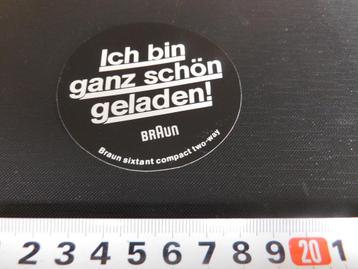 Ich bin
ganz schön
geladen!
BRAUN
Braun sixtant compact two-way
1 2 3 4 5 6 7 8 9 20 1